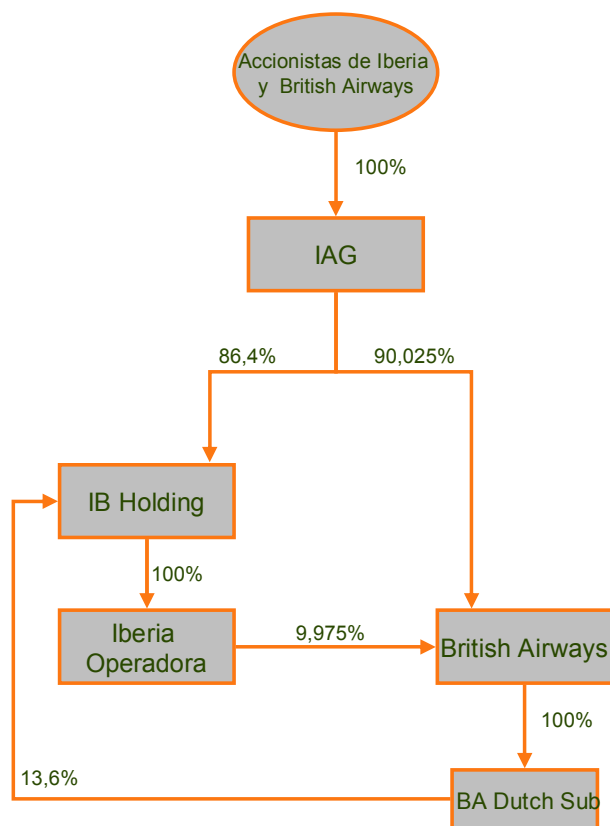 Accionistas de Iberia
y British Airways
100%
IAG
86,4%
90,025%
IB Holding
100%
Iberia
Operadora
9,975%
British Airways
100%
13,6%
BA Dutch Sub